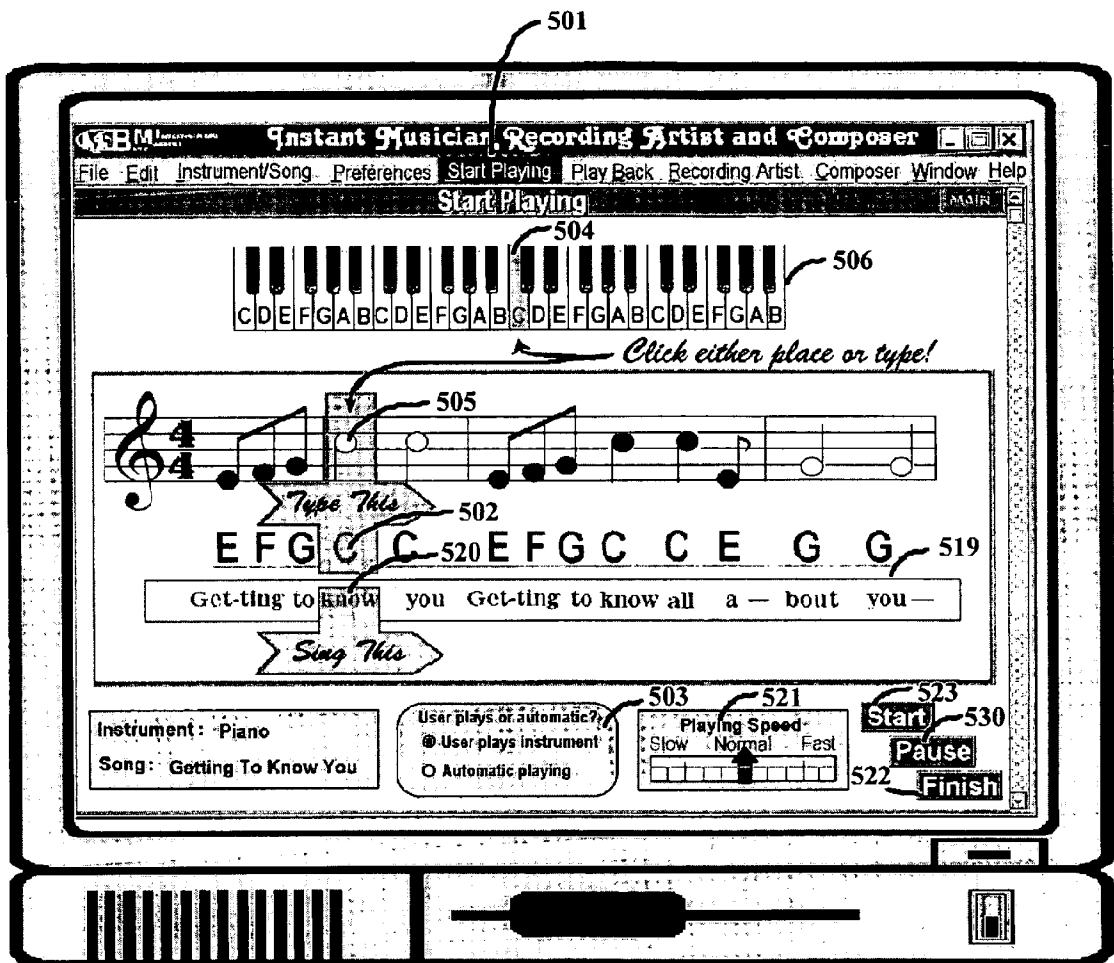 501
Instant Musician, Recording Artist and Composer
File Edit Instrument/Song Preferences Start Playing Play Back Recording Artist Composer Window Help
Start Playing MAIN
504
506
C D E F G A B C D E F G A B C D E F G A B C D E F G A B
Click either place or type!
505
4
4
Type This
502
E F G C C E F G C C E G G
520
519
Get-ting to know you Get-ting to know all a — bout you —
Sing This
503
521
523
530
522
Instrument: Piano
Song: Getting To Know You
User plays or automatic?
User plays instrument
Automatic playing
Playing Speed
Slow Normal Fast
Start
Pause
Finish